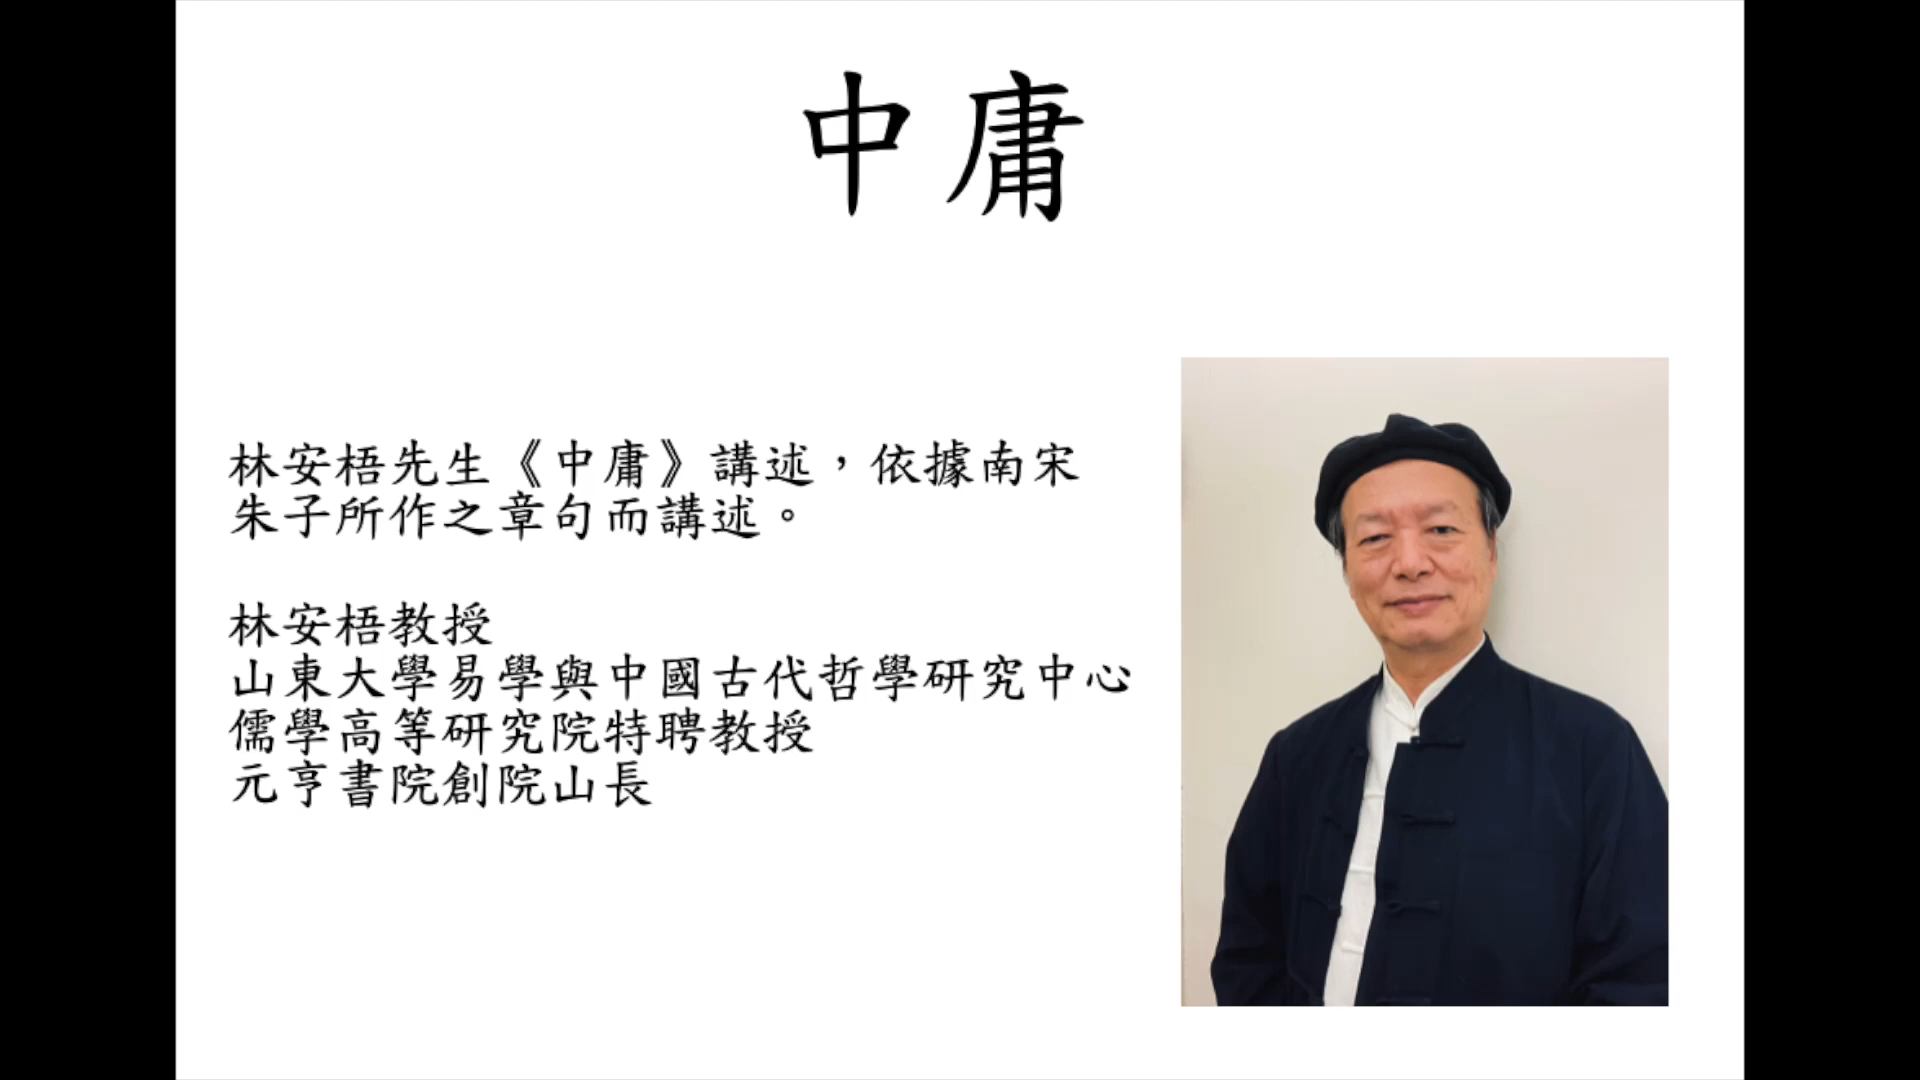 中庸
林安梧先生《中庸》講述，依據南宋
朱子所作之章句而講述。
林安梧教授
山東大學易學與中國古代哲學研究中心
儒學高等研究院特聘教授
元亨書院創院山長